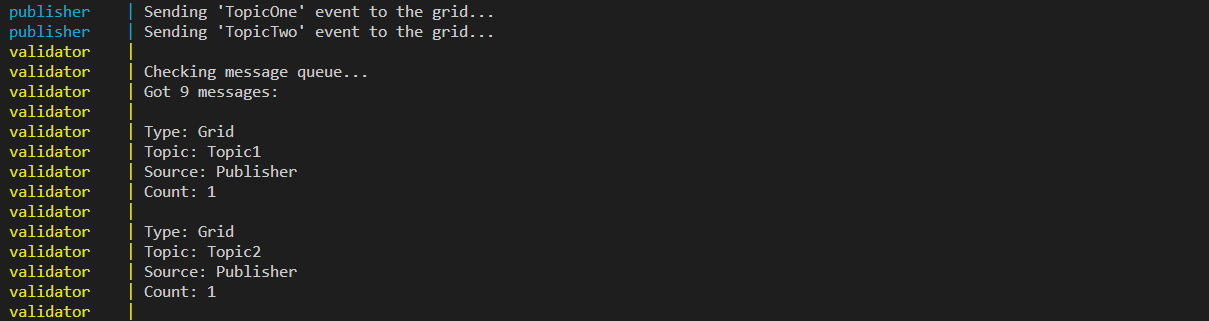 publisher | Sending 'TopicOne' event to the grid...
publisher | Sending 'TopicTwo' event to the grid...
validator |
validator | Checking message queue...
validator | Got 9 messages:
validator |
validator | Type: Grid
validator | Topic: Topic1
validator | Source: Publisher
validator | Count: 1
validator |
validator | Type: Grid
validator | Topic: Topic2
validator | Source: Publisher
validator | Count: 1
validator |